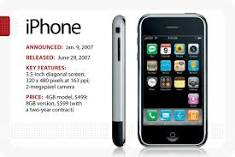 iPhone
ANNOUNCED: Jan. 9, 2007
RELEASED: June 29, 2007
KEY FEATURES:
3.5-inch diagonal screen;
320 x 480 pixels at 163 ppi;
2-megapixel camera
PRICE: 4GB model, $499;
8GB version, $599 (with
a two-year contract)